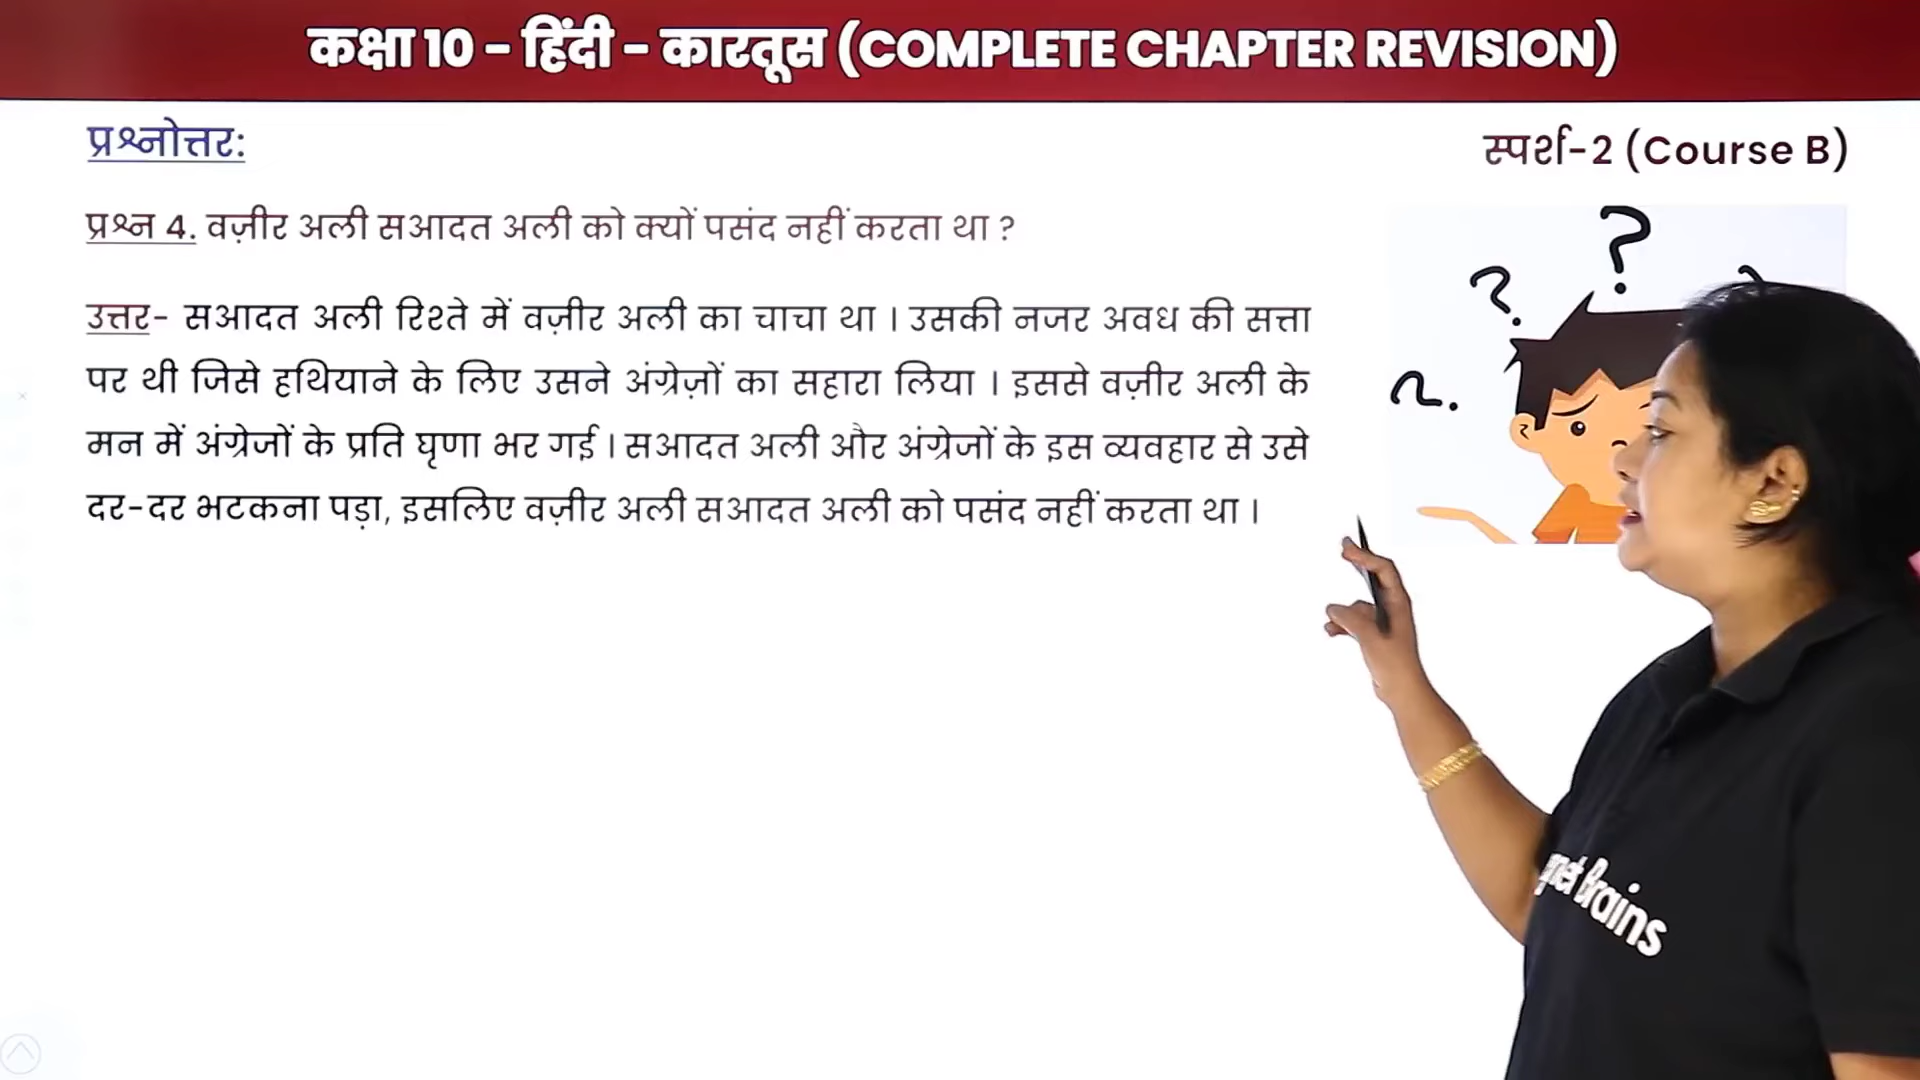 कक्षा 10 – हिंदी – कारतूस (COMPLETE CHAPTER REVISION)
प्रश्नोत्तर:
स्पर्श-2 (Course B)
प्रश्न 4. वज़ीर अली सआदत अली को क्यों पसंद नहीं करता था ?
उत्तर- सआदत अली रिश्ते में वज़ीर अली का चाचा था । उसकी नजर अवध की सत्ता
पर थी जिसे हथियाने के लिए उसने अंग्रेज़ों का सहारा लिया । इससे वज़ीर अली के
मन में अंग्रेजों के प्रति घृणा भर गई । सआदत अली और अंग्रेजों के इस व्यवहार से उसे
दर-दर भटकना पड़ा, इसलिए वज़ीर अली सआदत अली को पसंद नहीं करता था ।
Brains